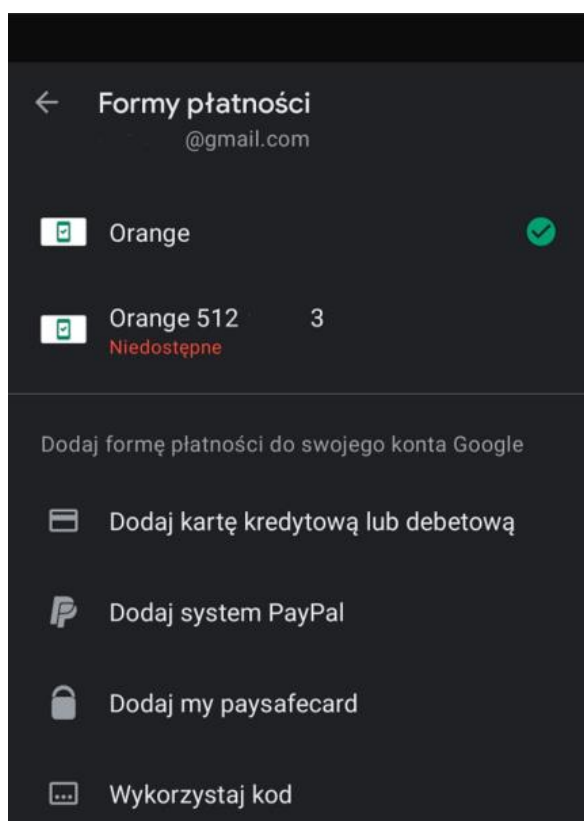 Formy płatności
@gmail.com
Orange
Orange 512 3
Niedostępne
Dodaj formę płatności do swojego konta Google
Dodaj kartę kredytową lub debetową
Dodaj system PayPal
Dodaj my paysafecard
Wykorzystaj kod